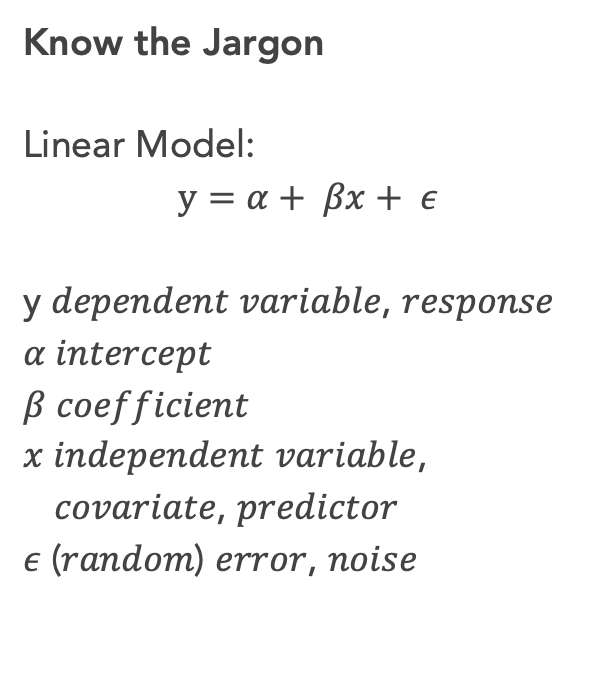 Know the Jargon
Linear Model:
y = α + βx + ϵ
y dependent variable, response
α intercept
β coefficient
x independent variable,
covariate, predictor
ϵ (random) error, noise